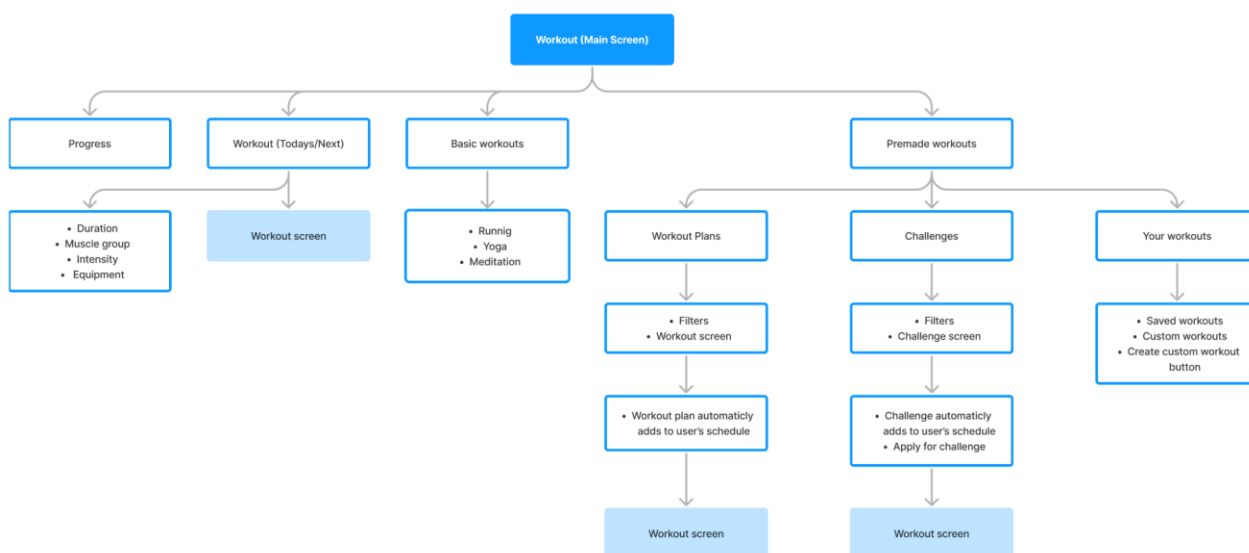 Workout (Main Screen)
Progress
Workout (Todays/Next)
Basic workouts
Premade workouts
• Duration
• Muscle group
• Intensity
• Equipment
Workout screen
• Runnig
• Yoga
• Meditation
Workout Plans
Challenges
Your workouts
• Filters
• Workout screen
• Filters
• Challenge screen
• Saved workouts
• Custom workouts
• Create custom workout
button
• Workout plan automaticly
adds to user's schedule
• Challenge automaticly
adds to user's schedule
• Apply for challenge
Workout screen
Workout screen